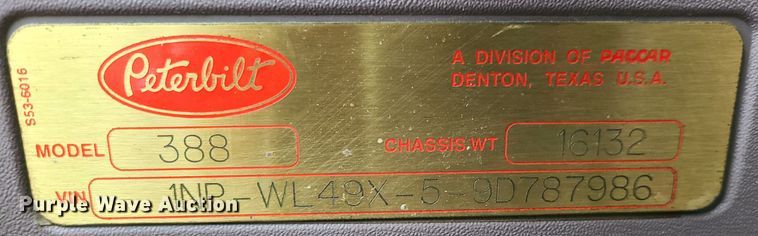 Peterbilt
A DIVISION OF PACCAR
DENTON, TEXAS U.S.A.
S53-6016
MODEL 388 CHASSIS WT 16132
VIN 1NP-WL49X-5-9D787986
Purple Wave Auction